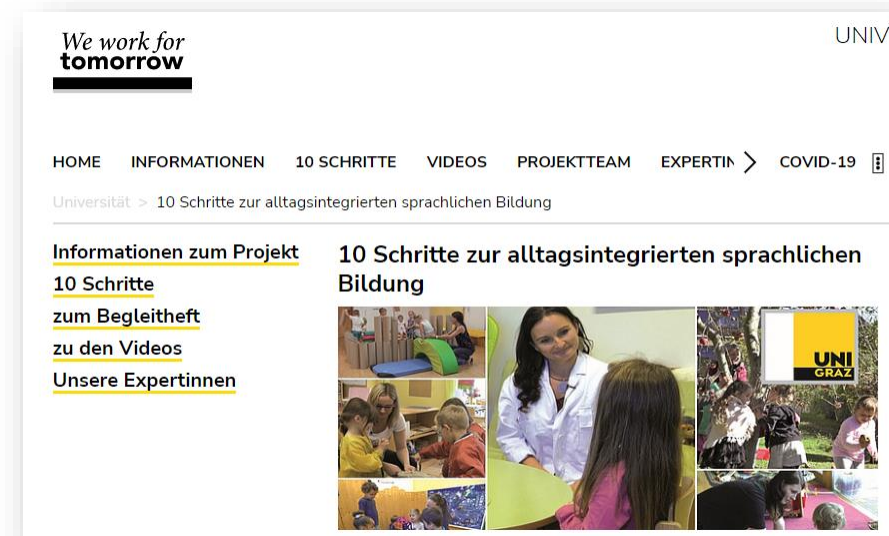 We work for
tomorrow
UNIV
HOME INFORMATIONEN 10 SCHRITTE VIDEOS PROJEKTTEAM EXPERTIN COVID-19
Universität > 10 Schritte zur alltagsintegrierten sprachlichen Bildung
Informationen zum Projekt
10 Schritte
zum Begleitheft
zu den Videos
Unsere Expertinnen
10 Schritte zur alltagsintegrierten sprachlichen
Bildung
UNI
GRAZ